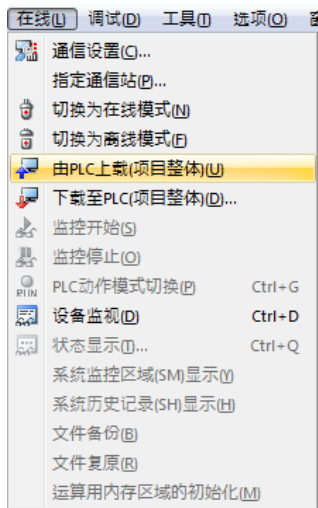 在线(L) 调试(D) 工具(T) 选项(O)
通信设置(C)...
指定通信站(P)...
切换为在线模式(N)
切换为离线模式(F)
由PLC上载(项目整体)(U)
下载至PLC(项目整体)(D)...
监控开始(S)
监控停止(O)
PLC动作模式切换(P) Ctrl+G
设备监视(D) Ctrl+D
状态显示(T)... Ctrl+Q
系统监控区域(SM)显示(Y)
系统历史记录(SH)显示(H)
文件备份(B)
文件复原(R)
运算用内存区域的初始化(M)